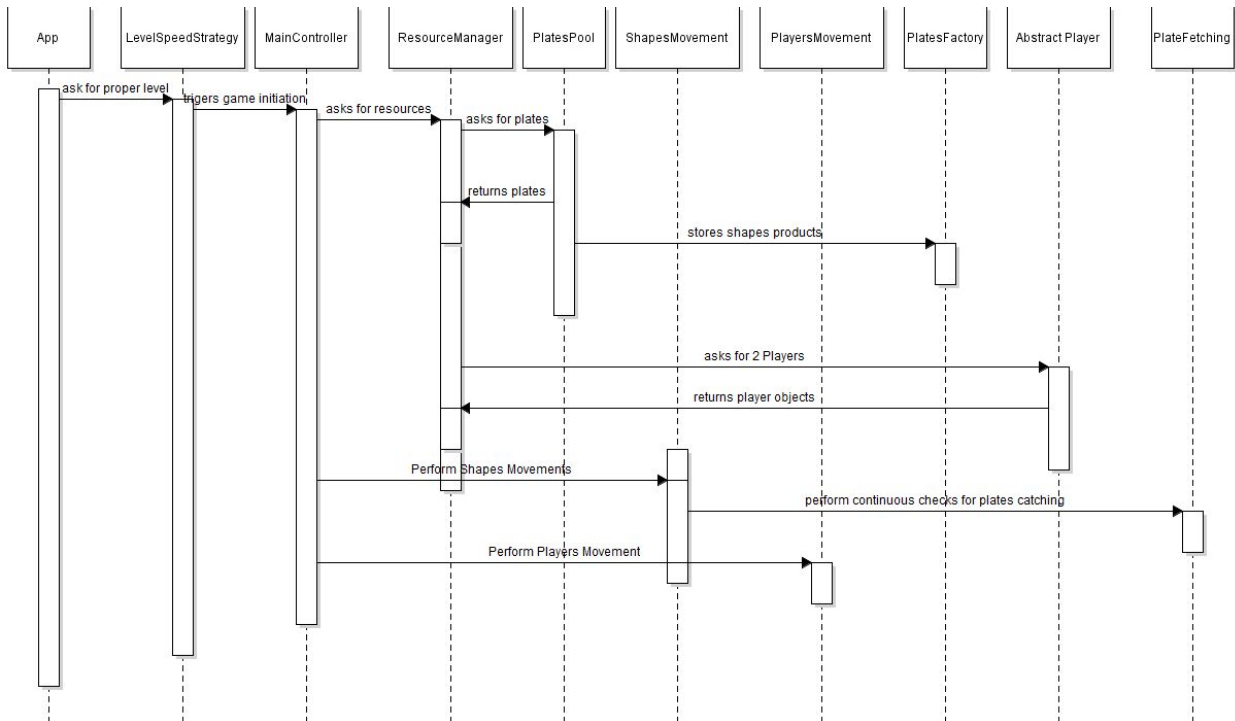 App
LevelSpeedStrategy
MainController
ResourceManager
PlatesPool
ShapesMovement
PlayersMovement
PlatesFactory
Abstract Player
PlateFetching
ask for proper level
trigers game initiation
asks for resources
asks for plates
returns plates
stores shapes products
asks for 2 Players
returns player objects
Perform Shapes Movements
perform continuous checks for plates catching
Perform Players Movement